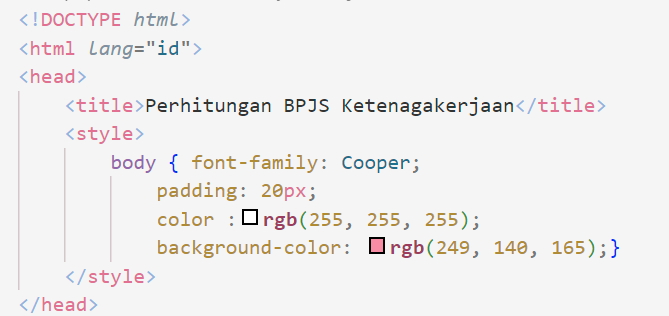 <!DOCTYPE html>
<html lang="id">
<head>
<title>Perhitungan BPJS Ketenagakerjaan</title>
<style>
body { font-family: Cooper;
padding: 20px;
color : rgb(255, 255, 255);
background-color: rgb(249, 140, 165);}
</style>
</head>